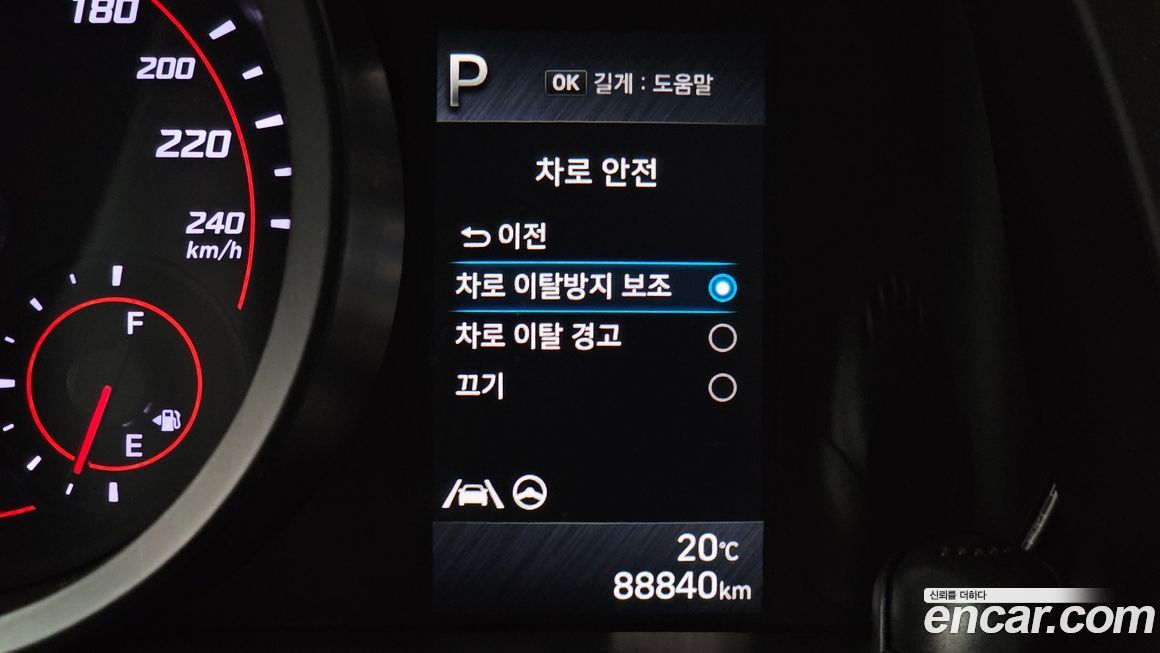 180
200
220
240
km/h
F
E
P
OK 길게 : 도움말
차로 안전
이전
차로 이탈방지 보조
차로 이탈 경고
끄기
20℃
88840km
신뢰를 더하다
encar.com